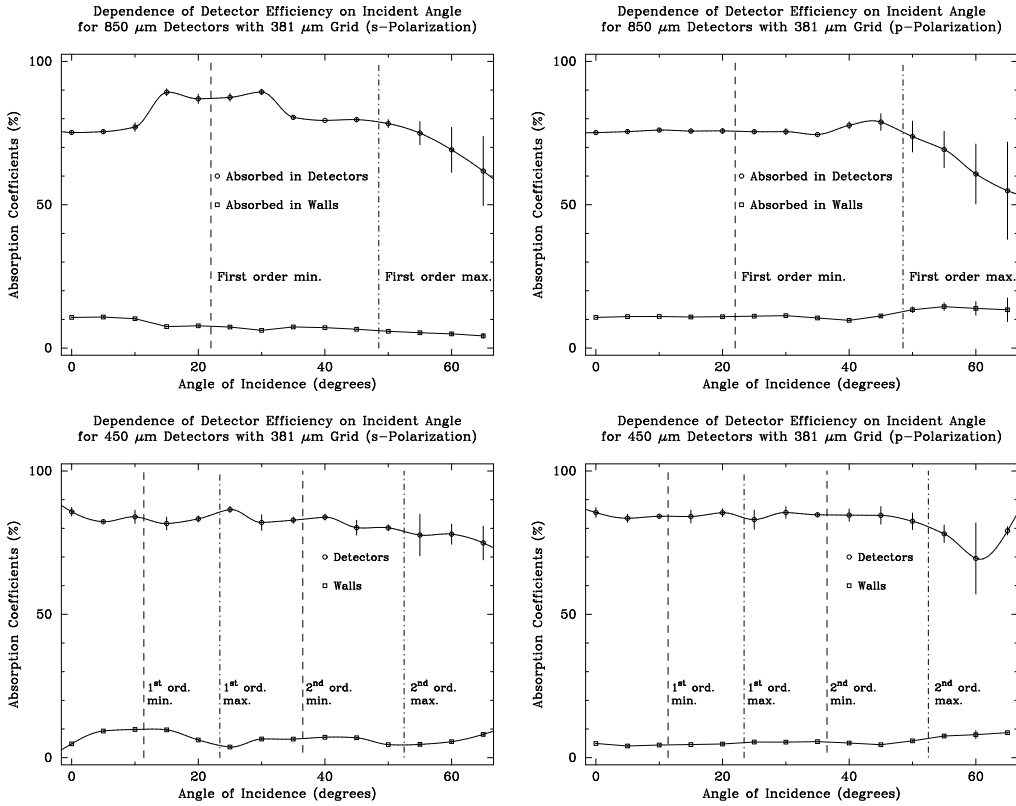 Dependence of Detector Efficiency on Incident Angle
for 850 μm Detectors with 381 μm Grid (s-Polarization)
100
50
0
Absorption Coefficients (%)
Absorbed in Detectors
Absorbed in Walls
First order min.
First order max.
0 20 40 60
Angle of Incidence (degrees)
Dependence of Detector Efficiency on Incident Angle
for 850 μm Detectors with 381 μm Grid (p-Polarization)
100
50
0
Absorption Coefficients (%)
Absorbed in Detectors
Absorbed in Walls
First order min.
First order max.
0 20 40 60
Angle of Incidence (degrees)
Dependence of Detector Efficiency on Incident Angle
for 450 μm Detectors with 381 μm Grid (s-Polarization)
100
50
0
Absorption Coefficients (%)
Detectors
Walls
1st ord. min.
1st ord. max.
2nd ord. min.
2nd ord. max.
0 20 40 60
Angle of Incidence (degrees)
Dependence of Detector Efficiency on Incident Angle
for 450 μm Detectors with 381 μm Grid (p-Polarization)
100
50
0
Absorption Coefficients (%)
Detectors
Walls
1st ord. min.
1st ord. max.
2nd ord. min.
2nd ord. max.
0 20 40 60
Angle of Incidence (degrees)